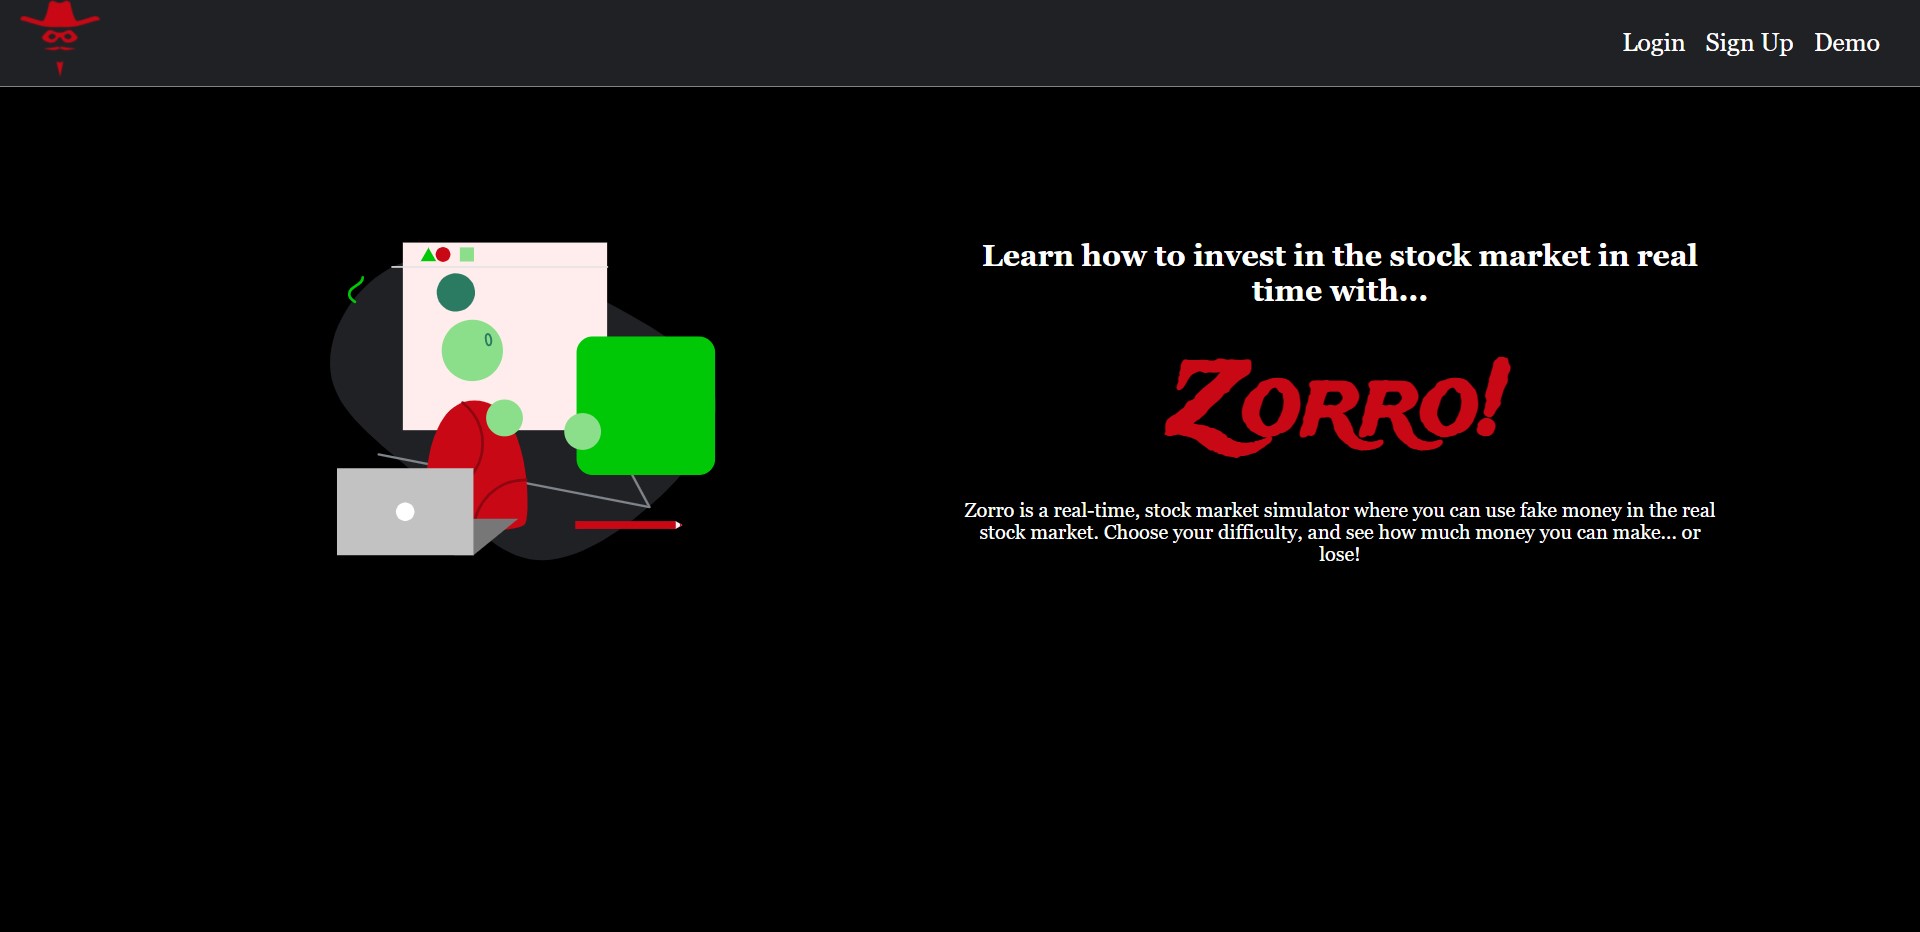 Login Sign Up Demo
Learn how to invest in the stock market in real
time with...
Zorro!
Zorro is a real-time, stock market simulator where you can use fake money in the real
stock market. Choose your difficulty, and see how much money you can make... or
lose!